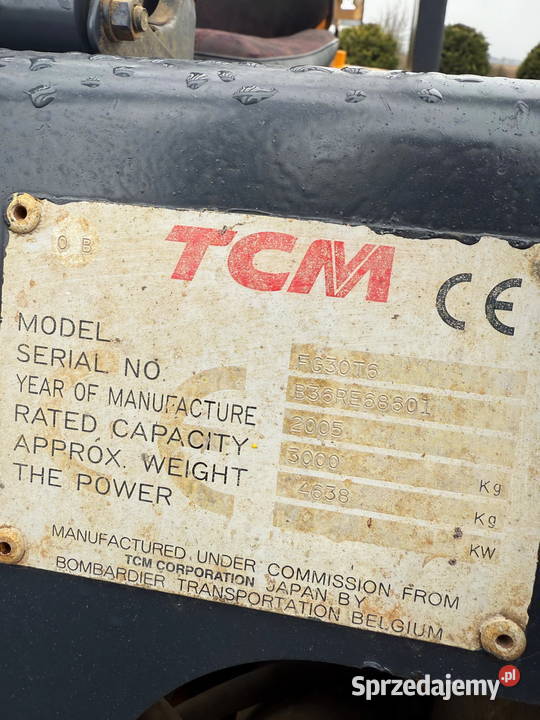 O B
TCM
CE
MODEL FG30T6
SERIAL NO B36RE68601
YEAR OF MANUFACTURE 2005
RATED CAPACITY 3000 Kg
APPROX. WEIGHT 4638 Kg
THE POWER KW
MANUFACTURED UNDER COMMISSION FROM
TCM CORPORATION JAPAN BY
BOMBARDIER TRANSPORTATION BELGIUM
Sprzedajemy.pl